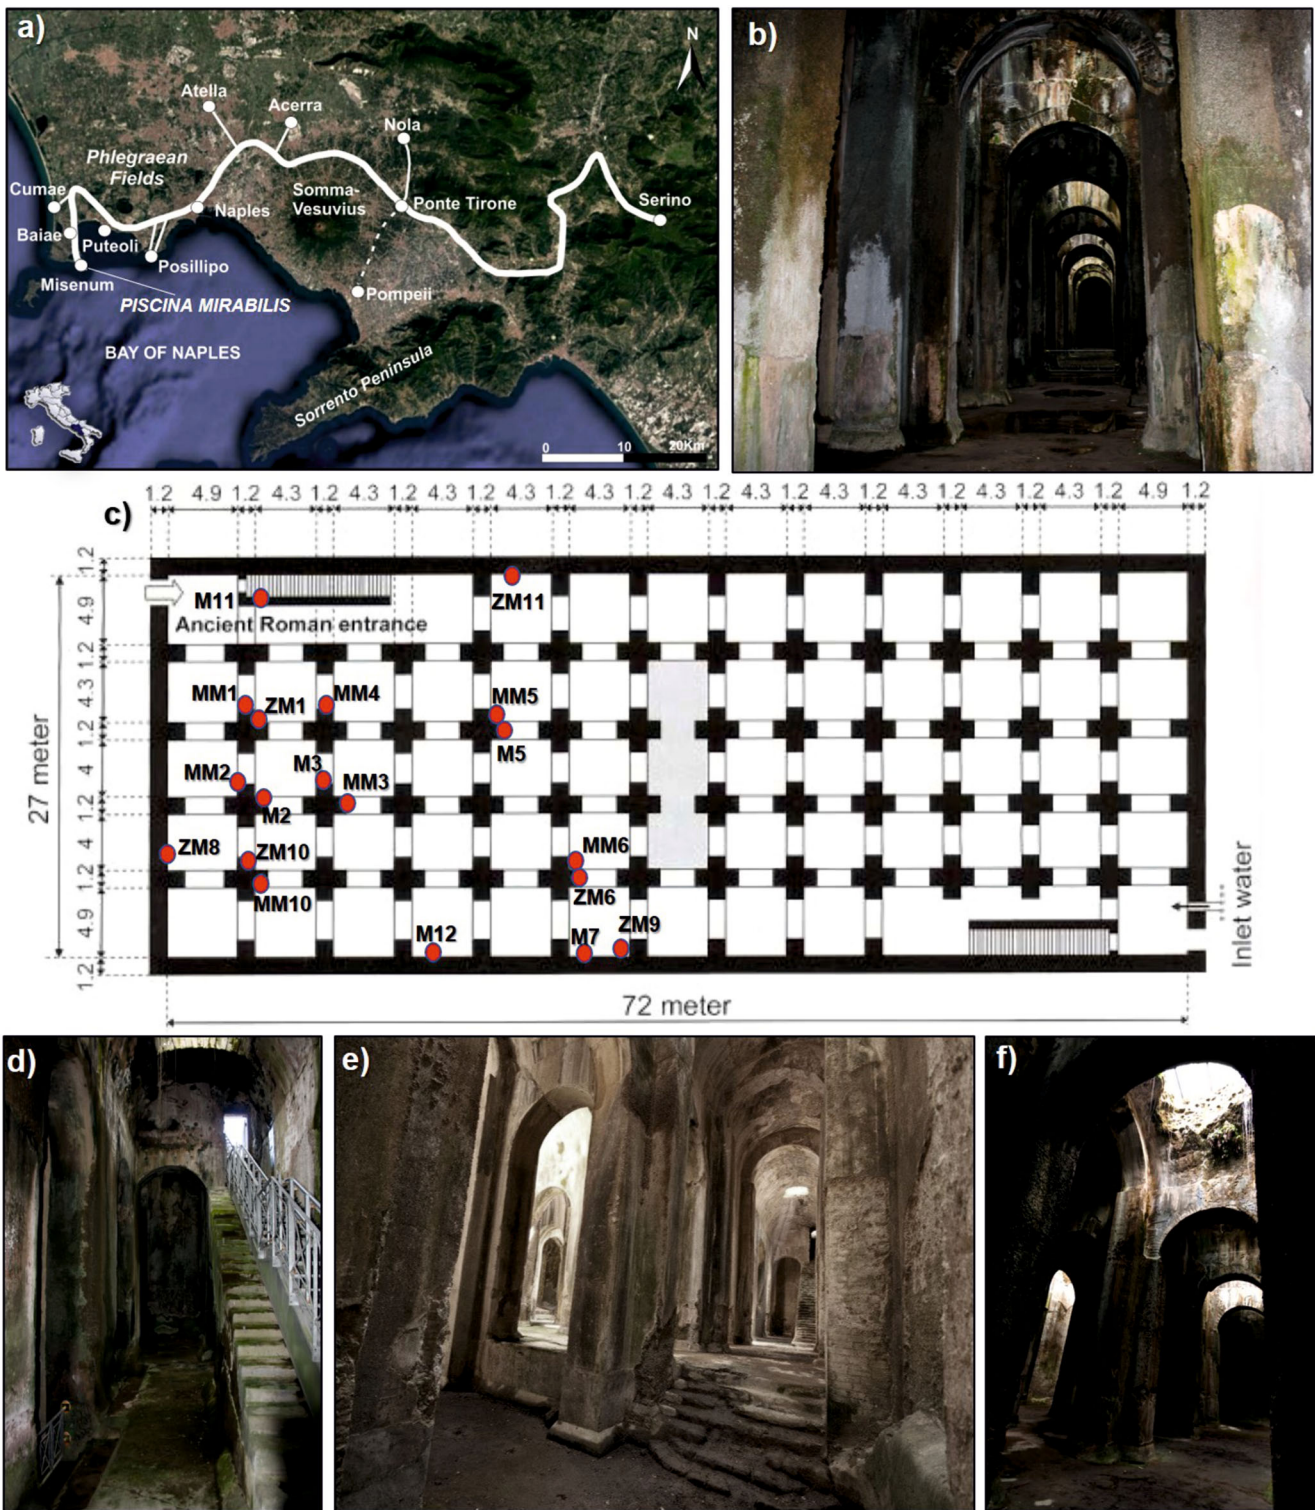 a)
N
Atella
Acerra
Nola
Phlegraean
Fields
Somma-
Vesuvius
Cumae
Naples
Ponte Tirone
Serino
Baiae
Puteoli
Posillipo
Misenum
Pompeii
PISCINA MIRABILIS
BAY OF NAPLES
Sorrento Peninsula
0 10 20Km
b)
c)
1.2 4.9 1.2 4.3 1.2 4.3 1.2 4.3 1.2 4.3 1.2 4.3 1.2 4.3 1.2 4.3 1.2 4.3 1.2 4.3 1.2 4.3 1.2 4.3 1.2 4.9 1.2
1.2
4.9
1.2
4.3
1.2
4
1.2
4
1.2
4.9
1.2
27 meter
M11
ZM11
Ancient Roman entrance
MM1
ZM1
MM4
MM5
M5
MM2
M3
MM3
M2
ZM8
ZM10
MM6
MM10
ZM6
M12
M7
ZM9
Inlet water
72 meter
d)
e)
f)